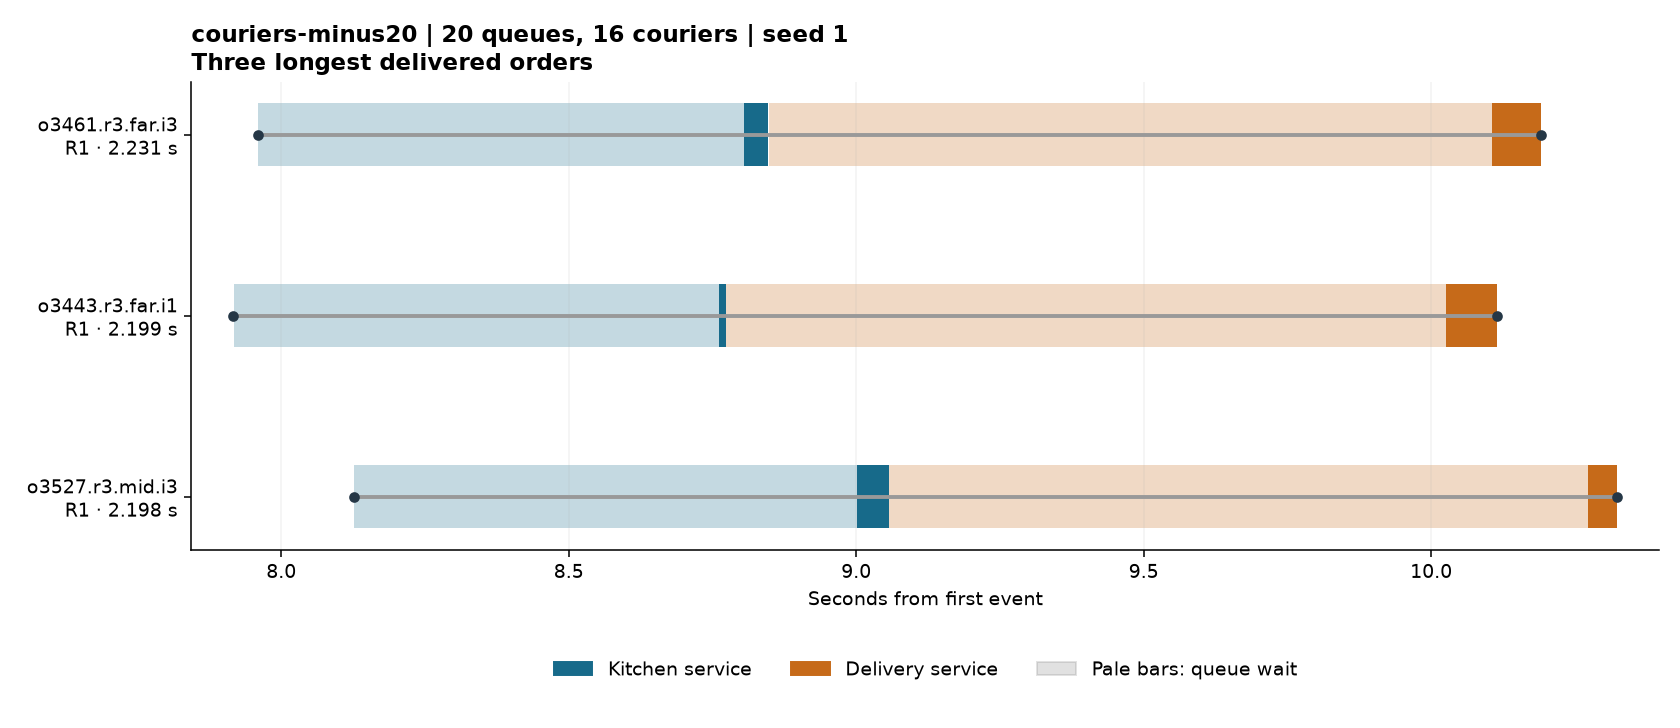 couriers-minus20 | 20 queues, 16 couriers | seed 1
Three longest delivered orders
o3461.r3.far.i3
R1 · 2.231 s
o3443.r3.far.i1
R1 · 2.199 s
o3527.r3.mid.i3
R1 · 2.198 s
8.0 8.5 9.0 9.5 10.0
Seconds from first event
Kitchen service Delivery service Pale bars: queue wait